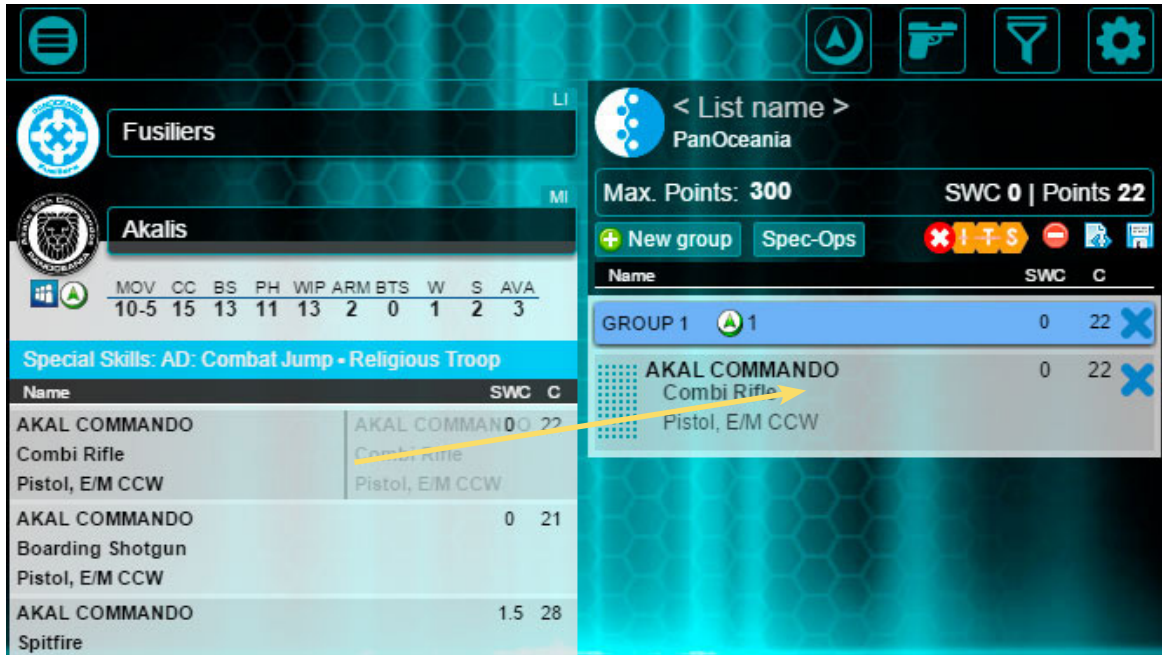 LI
Fusiliers
MI
Akalis
MOV CC BS PH WIP ARM BTS W S AVA
10-5 15 13 11 13 2 0 1 2 3
Special Skills: AD: Combat Jump • Religious Troop
Name SWC C
AKAL COMMANDO AKAL COMMANDO 0 22
Combi Rifle Combi Rifle
Pistol, E/M CCW Pistol, E/M CCW
AKAL COMMANDO 0 21
Boarding Shotgun
Pistol, E/M CCW
AKAL COMMANDO 1.5 28
Spitfire
< List name >
PanOceania
Max. Points: 300 SWC 0 | Points 22
New group Spec-Ops I T S
Name SWC C
GROUP 1 1 0 22
AKAL COMMANDO 0 22
Combi Rifle
Pistol, E/M CCW